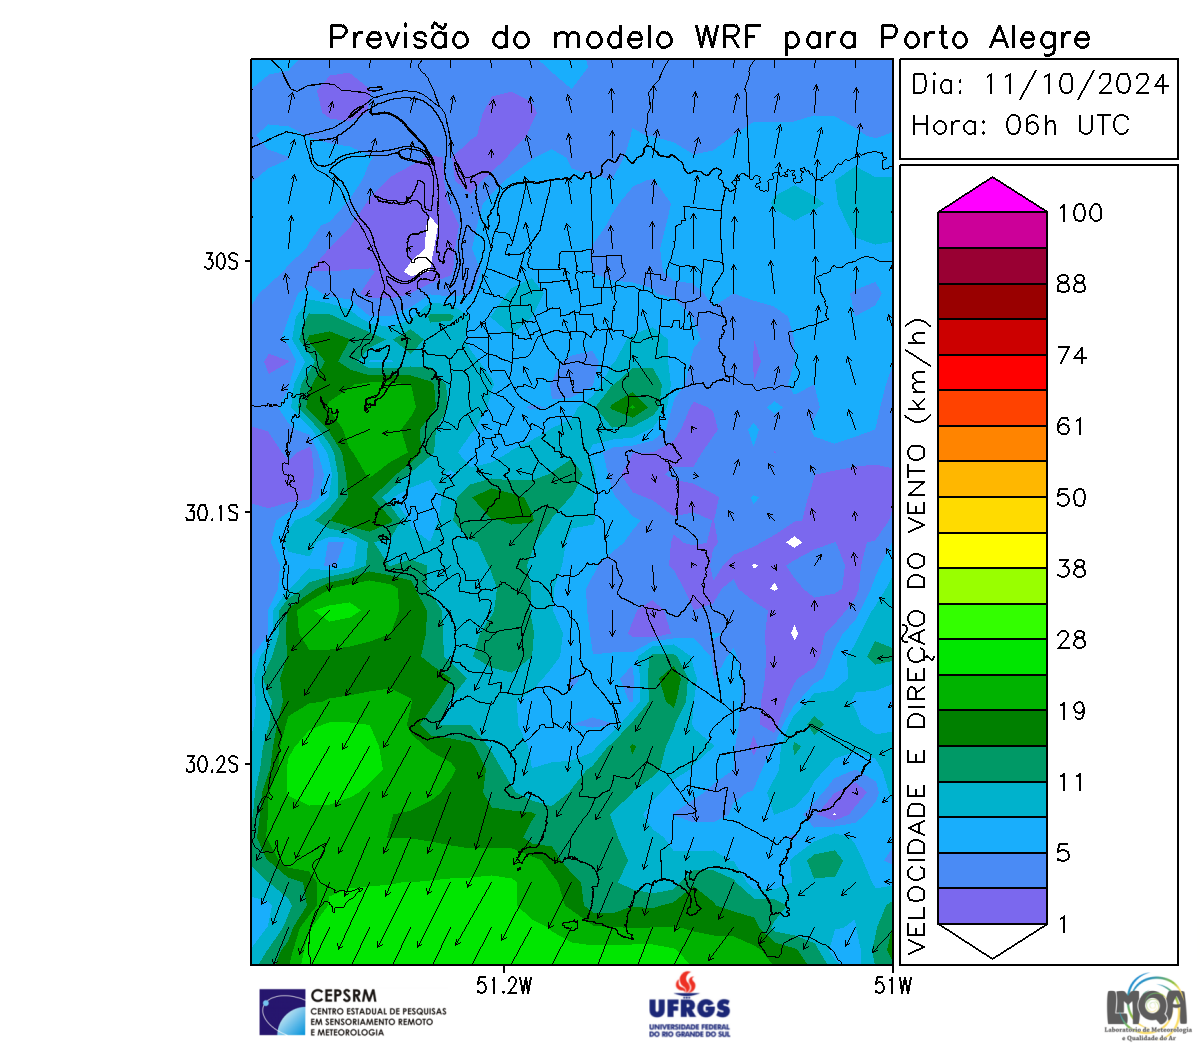 Previsão do modelo WRF para Porto Alegre
Dia: 11/10/2024
Hora: 06h UTC
VELOCIDADE E DIREÇÃO DO VENTO (km/h)
100
88
74
61
50
38
28
19
11
5
1
30S
30.1S
30.2S
51.2W
51W
CEPSRM
CENTRO ESTADUAL DE PESQUISAS
EM SENSORIAMENTO REMOTO
E METEOROLOGIA
UFRGS
UNIVERSIDADE FEDERAL
DO RIO GRANDE DO SUL
LMQA
Laboratório de Meteorologia
e Qualidade do Ar